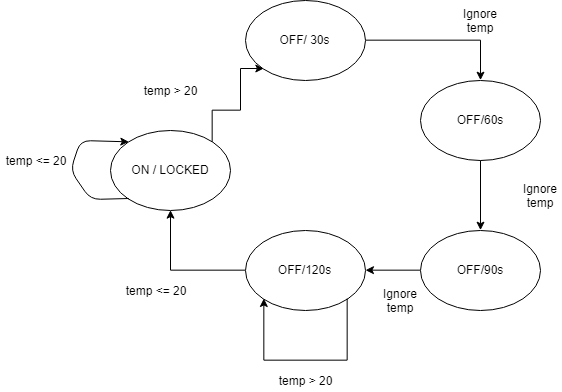 OFF/ 30s
Ignore
temp
temp > 20
OFF/60s
temp <= 20
ON / LOCKED
Ignore
temp
OFF/120s
OFF/90s
temp <= 20
Ignore
temp
temp > 20